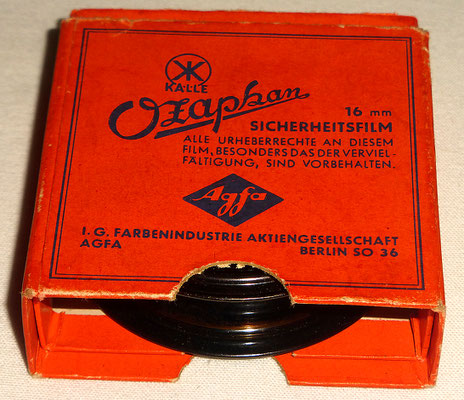 K
KALLE
Ozaphan
16 mm
SICHERHEITSFILM
ALLE URHEBERRECHTE AN DIESEM
FILM, BESONDERS DAS DER VERVIEL-
FÄLTIGUNG, SIND VORBEHALTEN.
Agfa
I. G. FARBENINDUSTRIE AKTIENGESELLSCHAFT
AGFA BERLIN SO 36